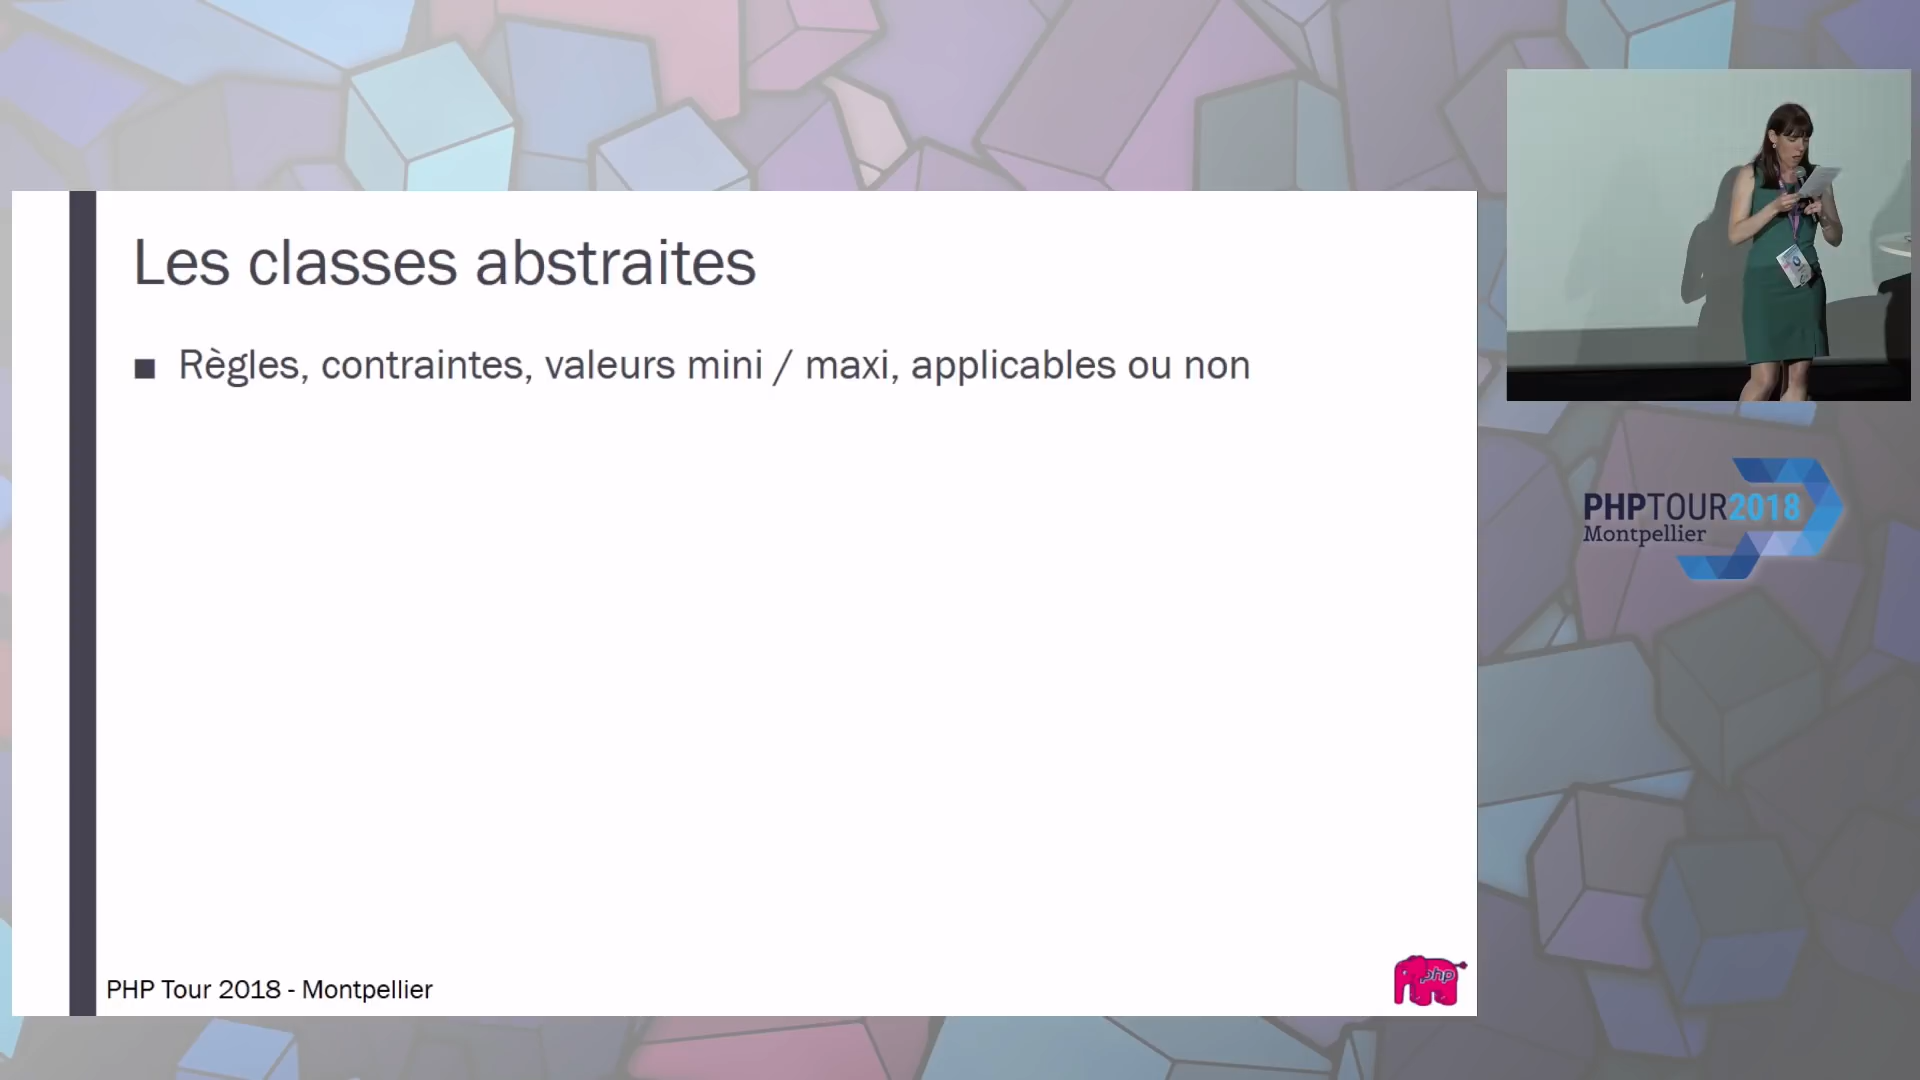 Les classes abstraites
■ Règles, contraintes, valeurs mini / maxi, applicables ou non
PHP Tour 2018 - Montpellier
php
PHPTOUR2018
Montpellier